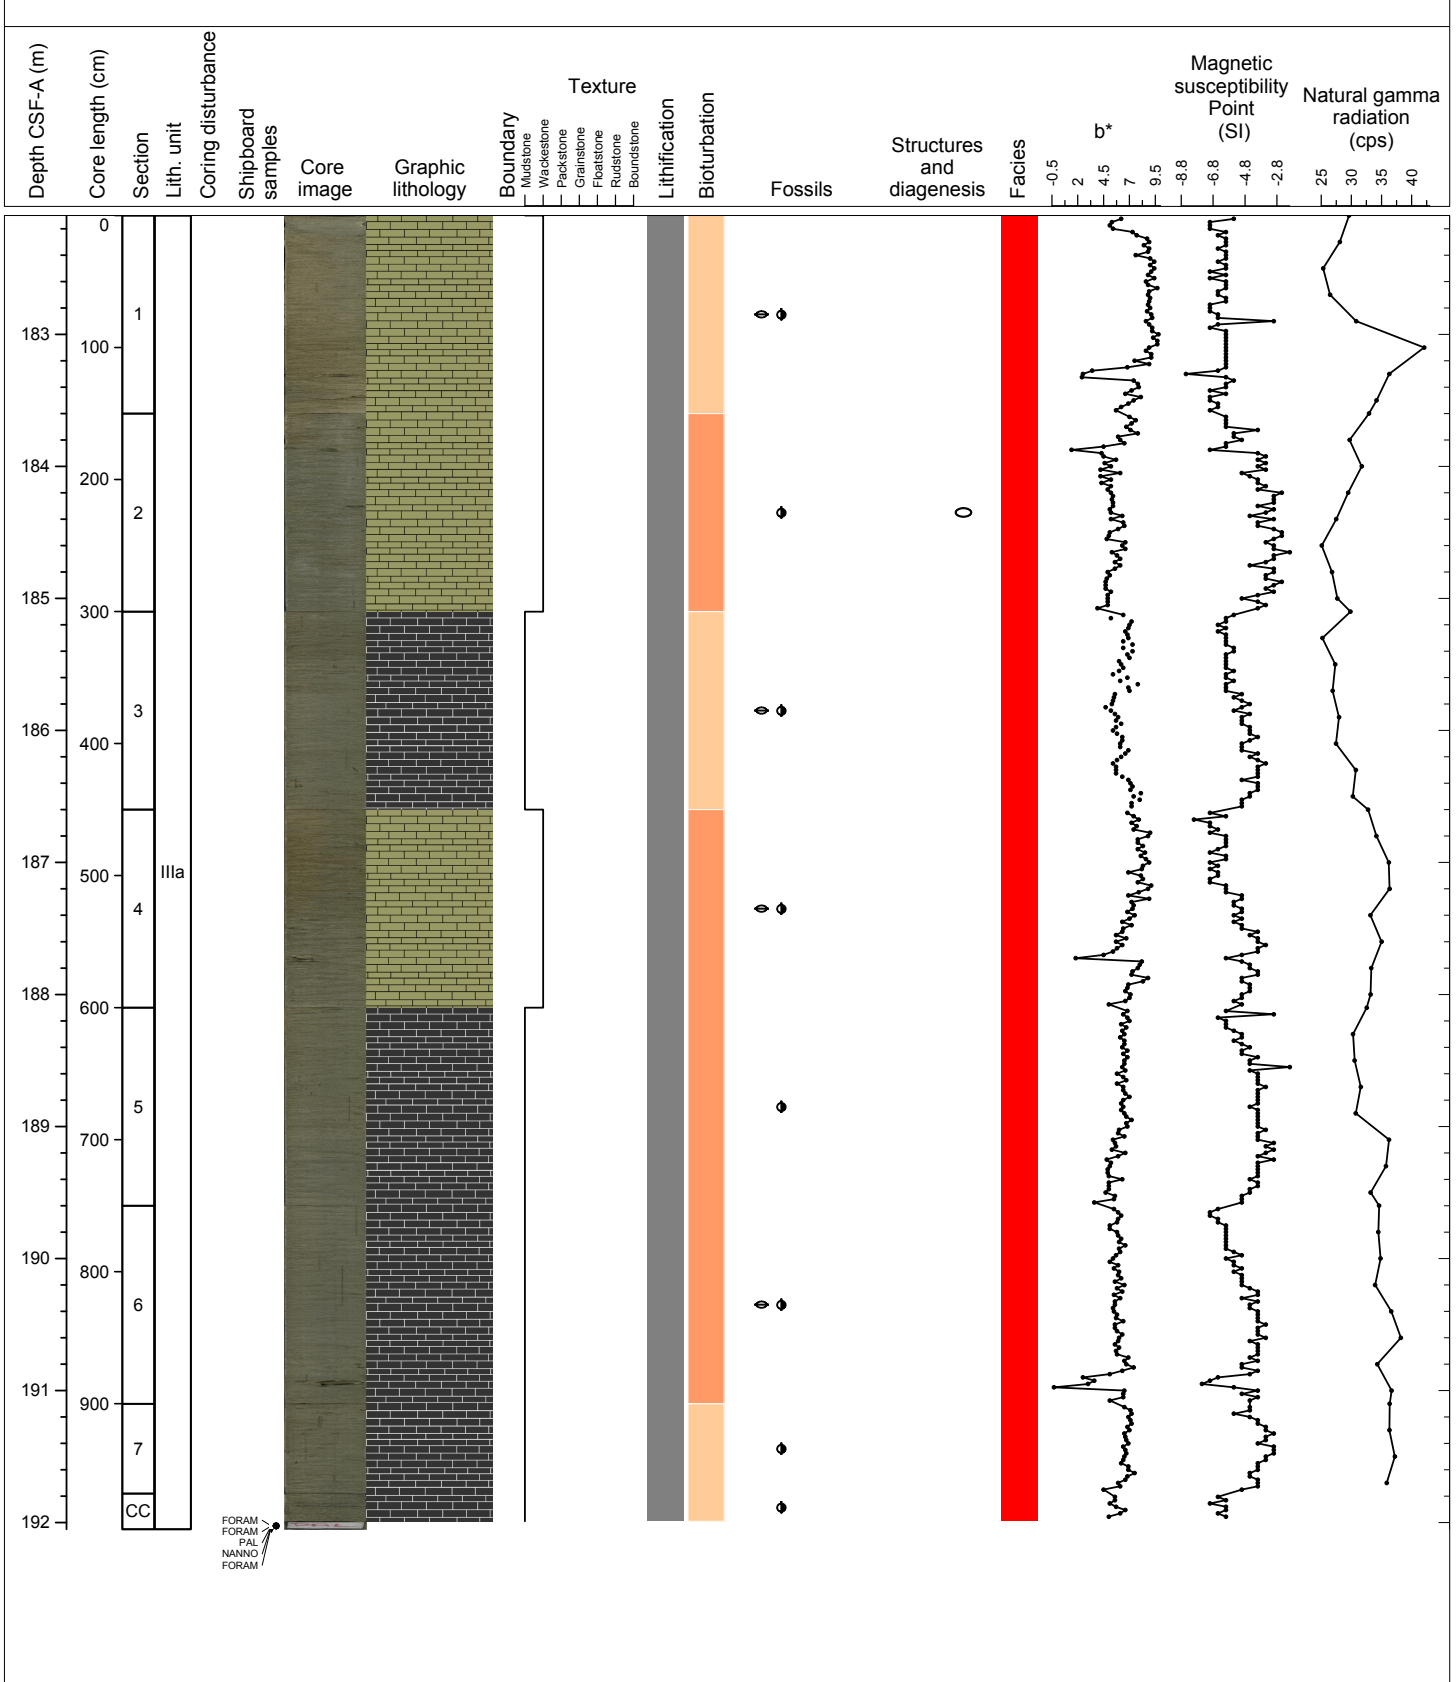 Depth CSF-A (m)
Core length (cm)
Section
Lith. unit
Coring disturbance
Shipboard
samples
Core
image
Graphic
lithology
Boundary
Texture
Mudstone
Wackestone
Packstone
Grainstone
Floatstone
Rudstone
Boundstone
Lithification
Bioturbation
Fossils
Structures
and
diagenesis
Facies
b*
-0.5
2
4.5
7
9.5
Magnetic
susceptibility
Point
(SI)
-8.8
-6.8
-4.8
-2.8
Natural gamma
radiation
(cps)
25
30
35
40
183
184
185
186
187
188
189
190
191
192
0
100
200
300
400
500
600
700
800
900
1
2
3
4
5
6
7
CC
IIIa
FORAM
FORAM
PAL
NANNO
FORAM